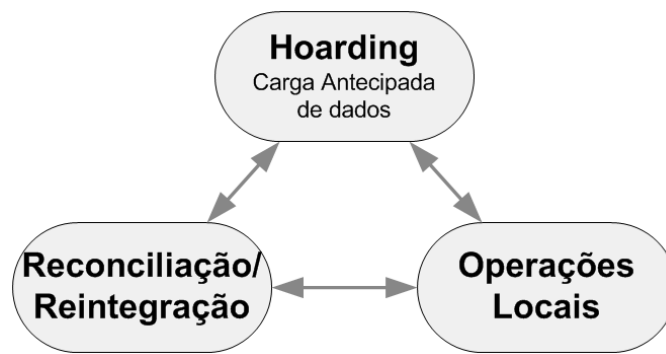 Hoarding
Carga Antecipada
de dados
Reconciliação/
Reintegração
Operações
Locais